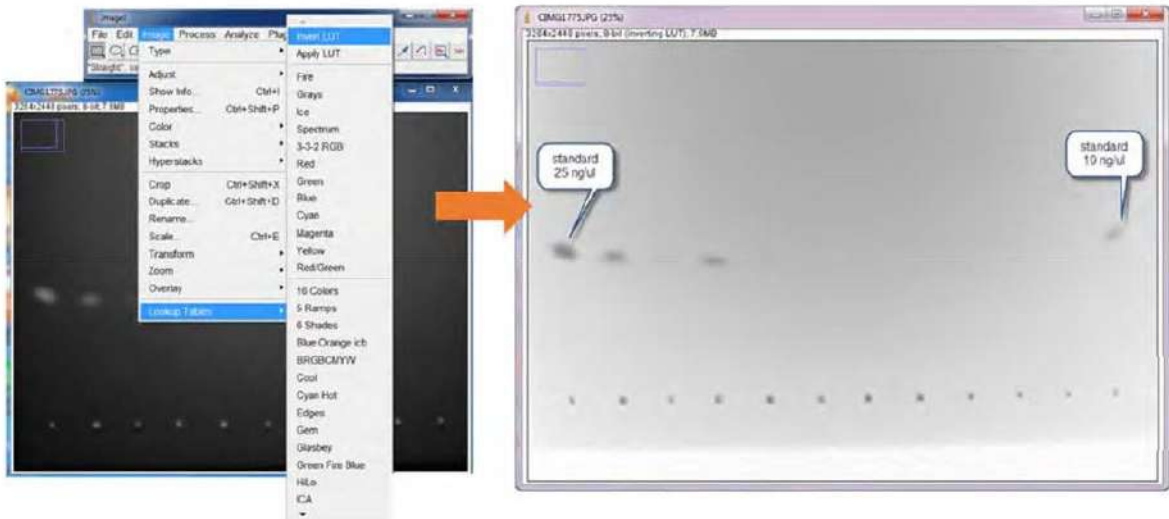 ImageJ
File Edit Image Process Analyze Plu
Type
Adjust
Show Info... Ctrl+I
Properties... Ctrl+Shift+P
Color
Stacks
Hyperstacks
Crop Ctrl+Shift+X
Duplicate... Ctrl+Shift+D
Rename...
Scale... Ctrl+E
Transform
Zoom
Overlay
Lookup Tables
Invert LUT
Apply LUT
Fire
Grays
Ice
Spectrum
3-3-2 RGB
Red
Green
Blue
Cyan
Magenta
Yellow
Red/Green
16 Colors
5 Ramps
6 Shades
Blue Orange icb
BRGBCMYW
Cool
Cyan Hot
Edges
Gem
Glasbey
Green Fire Blue
HiLo
ICA
"Straight"
CIMG1775.JPG (25%)
3264x2448 pixels; 8-bit; 7.6MB
CIMG1775.JPG (25%)
3264x2448 pixels; 8-bit (inverting LUT); 7.6MB
standard
25 ng/ul
standard
10 ng/ul